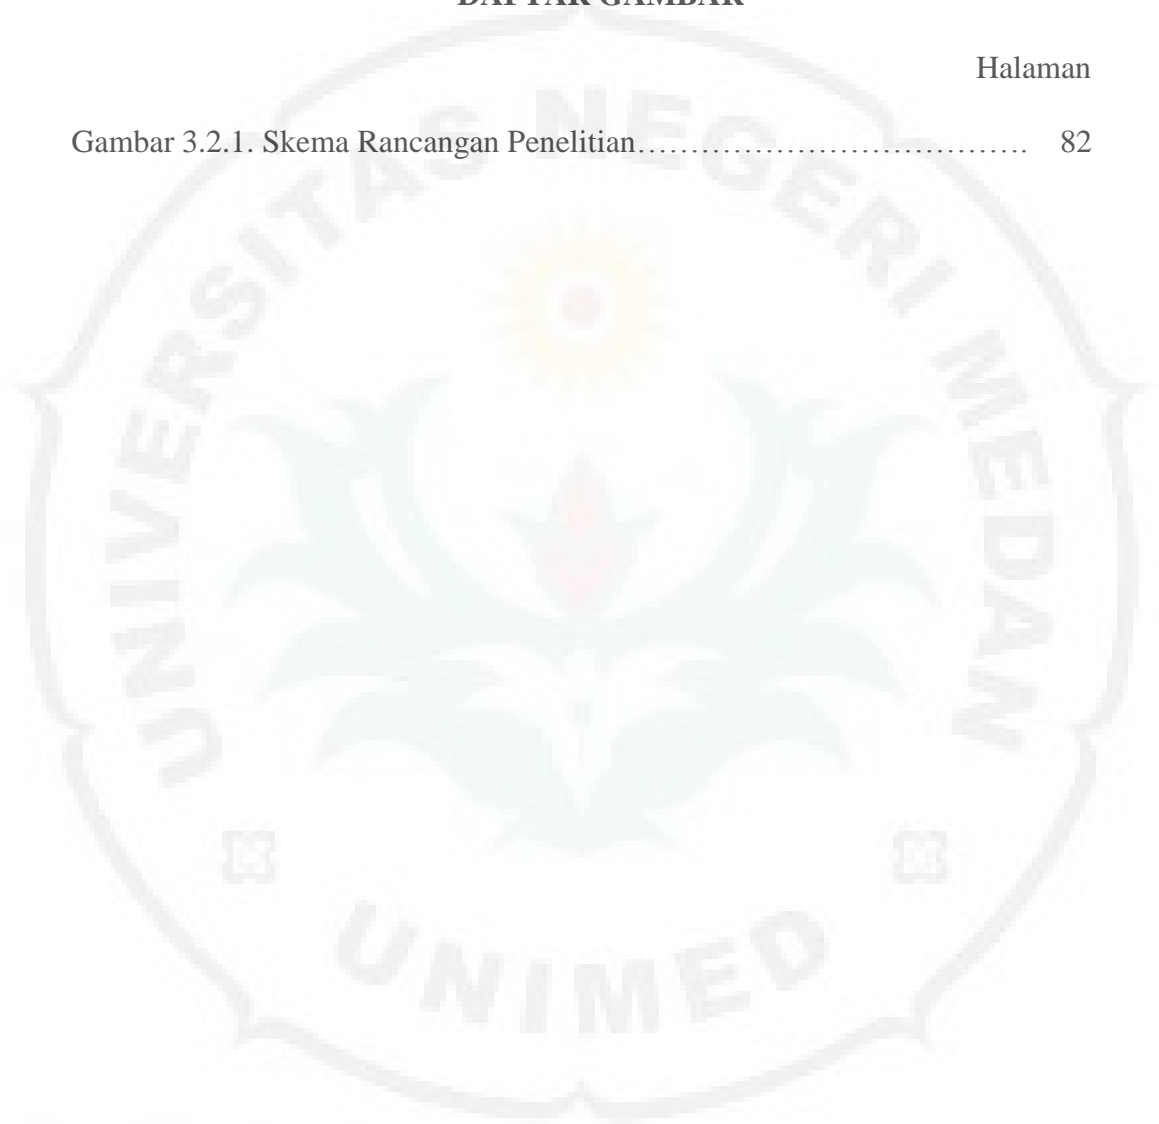 DAFTAR GAMBAR
Halaman
Gambar 3.2.1. Skema Rancangan Penelitian…………………………………. 82
UNIVERSITAS NEGERI MEDAN
UNIMED